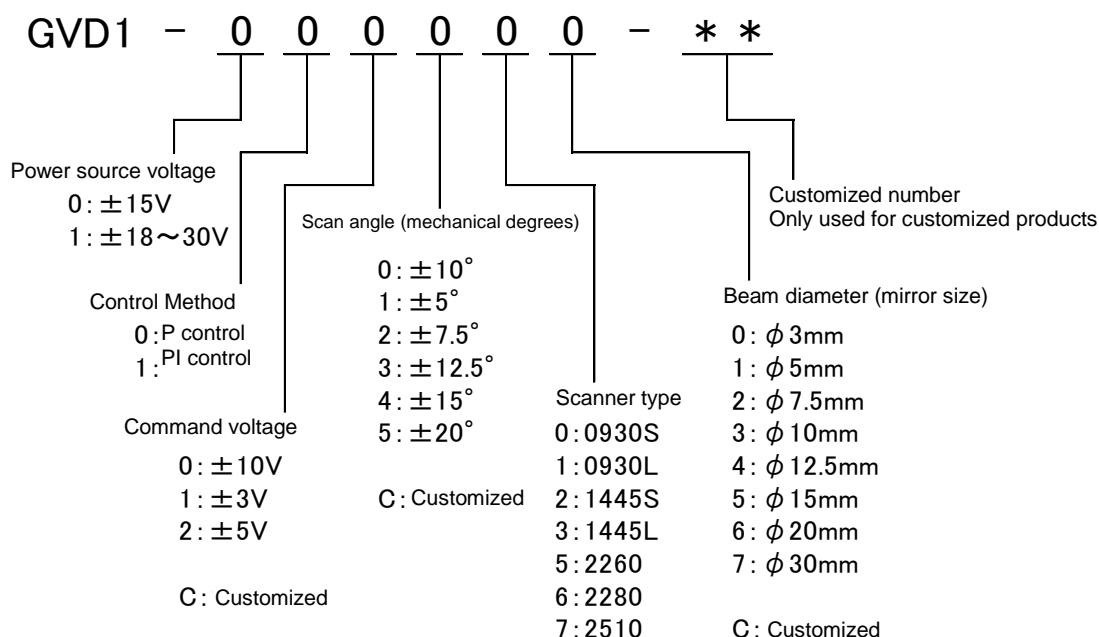 GVD1 - 0 0 0 0 0 0 - **
Power source voltage
0:±15V
1:±18～30V
Control Method
0:P control
1:PI control
Command voltage
0:±10V
1:±3V
2:±5V
C: Customized
Scan angle (mechanical degrees)
0:±10°
1:±5°
2:±7.5°
3:±12.5°
4:±15°
5:±20°
C: Customized
Scanner type
0:0930S
1:0930L
2:1445S
3:1445L
5:2260
6:2280
7:2510
Beam diameter (mirror size)
0:φ3mm
1:φ5mm
2:φ7.5mm
3:φ10mm
4:φ12.5mm
5:φ15mm
6:φ20mm
7:φ30mm
C: Customized
Customized number
Only used for customized products